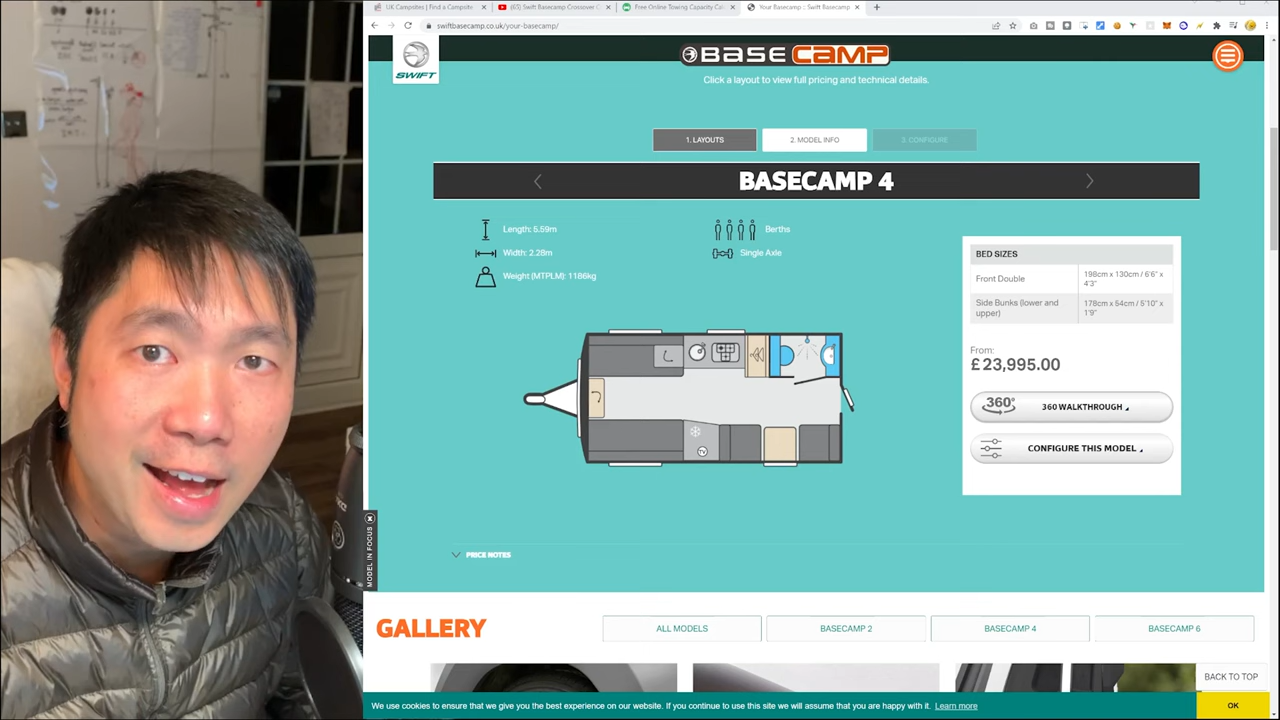 UK Campsites | Find a Campsite
(65) Swift Basecamp Crossover C
Free Online Towing Capacity Cal
Your Basecamp :: Swift Basecamp
swiftbasecamp.co.uk/your-basecamp/
SWIFT
BASECAMP
Click a layout to view full pricing and technical details.
1. LAYOUTS
2. MODEL INFO
3. CONFIGURE
BASECAMP 4
Length: 5.59m
Berths
Width: 2.28m
Single Axle
Weight (MTPLM): 1186kg
BED SIZES
Front Double
198cm x 130cm / 6'6" x
4'3"
Side Bunks (lower and
upper)
178cm x 54cm / 5'10" x
1'9"
From:
£23,995.00
360°
360 WALKTHROUGH
CONFIGURE THIS MODEL
TV
MODEL IN FOCUS
PRICE NOTES
GALLERY
ALL MODELS
BASECAMP 2
BASECAMP 4
BASECAMP 6
BACK TO TOP
We use cookies to ensure that we give you the best experience on our website. If you continue to use this site we will assume that you are happy with it. Learn more
OK